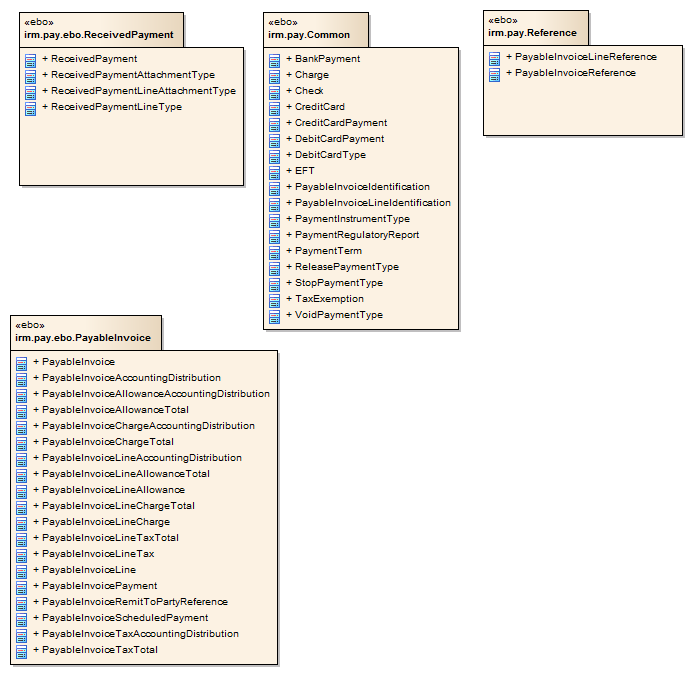 «ebo»
irm.pay.ebo.ReceivedPayment
+ ReceivedPayment
+ ReceivedPaymentAttachmentType
+ ReceivedPaymentLineAttachmentType
+ ReceivedPaymentLineType
«ebo»
irm.pay.Common
+ BankPayment
+ Charge
+ Check
+ CreditCard
+ CreditCardPayment
+ DebitCardPayment
+ DebitCardType
+ EFT
+ PayableInvoiceIdentification
+ PayableInvoiceLineIdentification
+ PaymentInstrumentType
+ PaymentRegulatoryReport
+ PaymentTerm
+ ReleasePaymentType
+ StopPaymentType
+ TaxExemption
+ VoidPaymentType
«ebo»
irm.pay.Reference
+ PayableInvoiceLineReference
+ PayableInvoiceReference
«ebo»
irm.pay.ebo.PayableInvoice
+ PayableInvoice
+ PayableInvoiceAccountingDistribution
+ PayableInvoiceAllowanceAccountingDistribution
+ PayableInvoiceAllowanceTotal
+ PayableInvoiceChargeAccountingDistribution
+ PayableInvoiceChargeTotal
+ PayableInvoiceLineAccountingDistribution
+ PayableInvoiceLineAllowanceTotal
+ PayableInvoiceLineAllowance
+ PayableInvoiceLineChargeTotal
+ PayableInvoiceLineCharge
+ PayableInvoiceLineTaxTotal
+ PayableInvoiceLineTax
+ PayableInvoiceLine
+ PayableInvoicePayment
+ PayableInvoiceRemitToPartyReference
+ PayableInvoiceScheduledPayment
+ PayableInvoiceTaxAccountingDistribution
+ PayableInvoiceTaxTotal